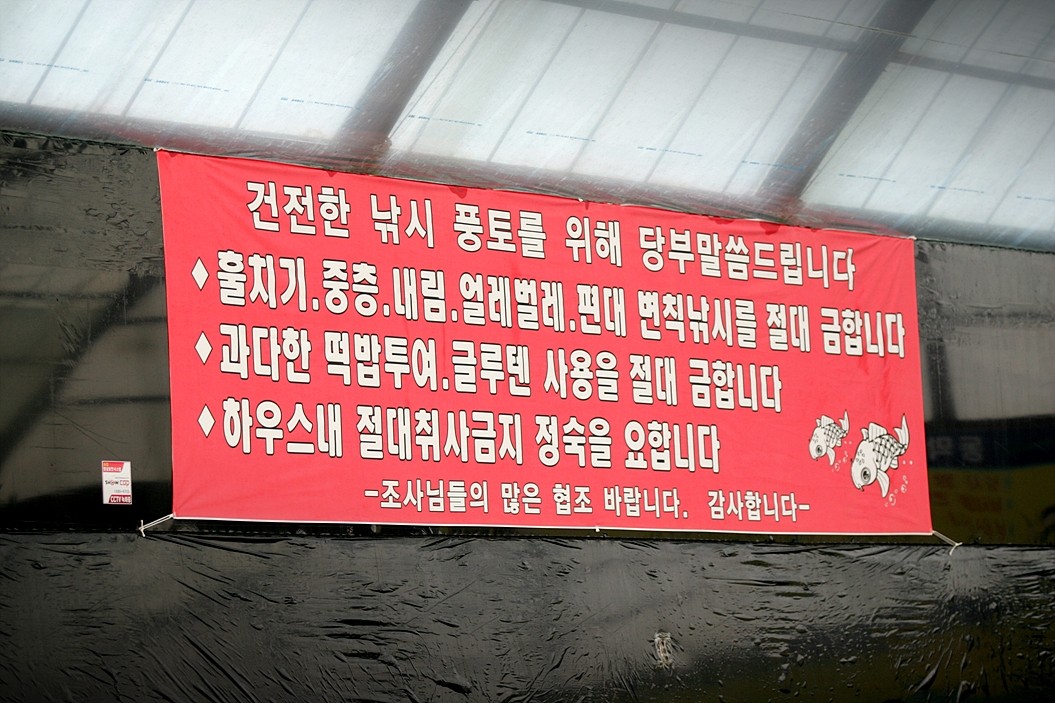 건전한 낚시 풍토를 위해 당부말씀드립니다
◆훌치기.중층.내림.얼레벌레.편대 변칙낚시를 절대 금합니다
◆과다한 떡밥투여.글루텐 사용을 절대 금합니다
◆하우스내 절대취사금지 정숙을 요합니다
-조사님들의 많은 협조 바랍니다. 감사합니다-
CCTV